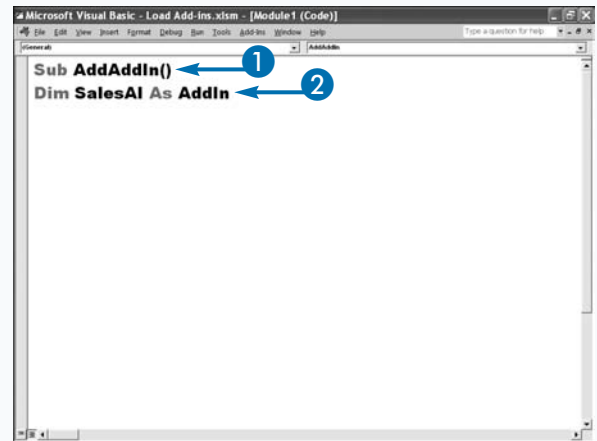 Microsoft Visual Basic - Load Add-ins.xlsm - [Module1 (Code)]
File Edit View Insert Format Debug Run Tools Add-Ins Window Help
Type a question for help
(General)
AddAddIn
Sub AddAddIn()
1
Dim SalesAI As AddIn
2